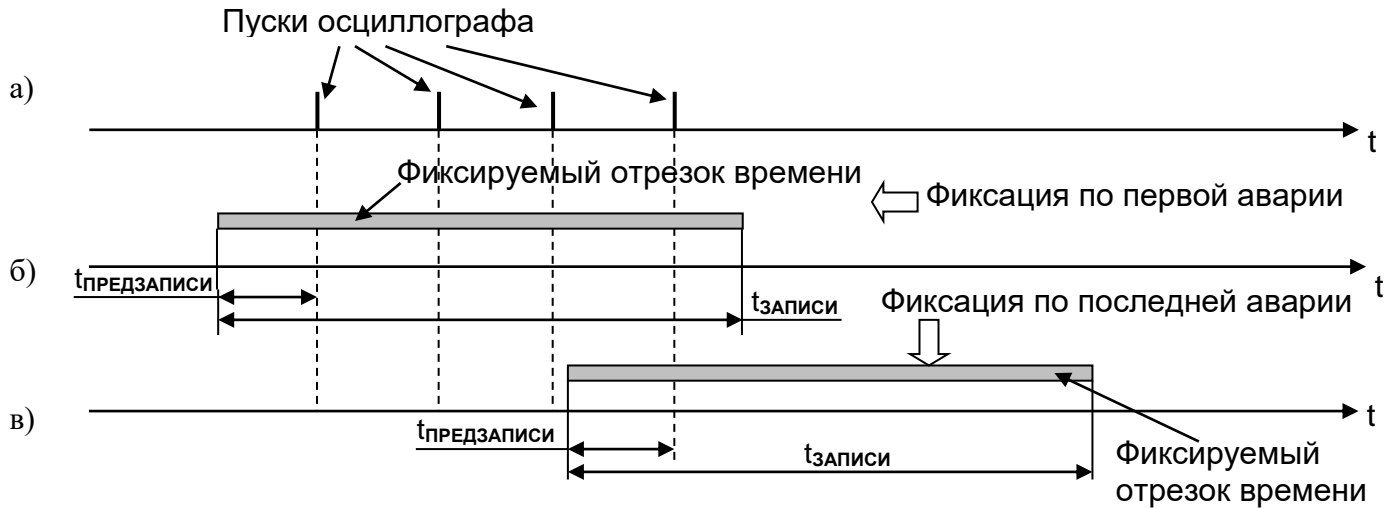 Пуски осциллографа
а)
t
Фиксируемый отрезок времени
Фиксация по первой аварии
б)
t
tПРЕДЗАПИСИ
tЗАПИСИ
Фиксация по последней аварии
в)
t
tПРЕДЗАПИСИ
tЗАПИСИ
Фиксируемый
отрезок времени